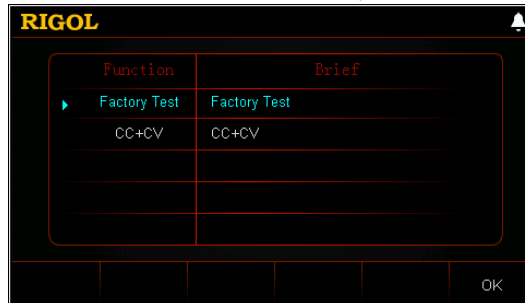 RIGOL
Function Brief
Factory Test Factory Test
CC+CV CC+CV
OK